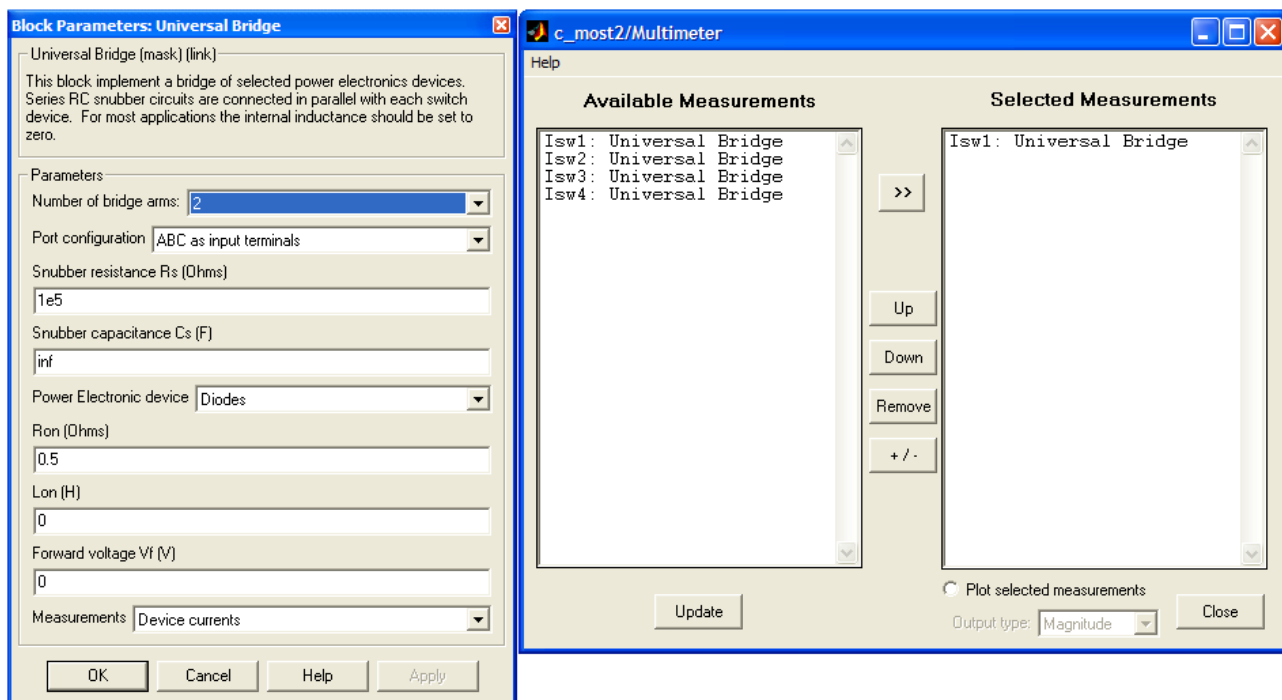 Block Parameters: Universal Bridge
Universal Bridge (mask) (link)
This block implement a bridge of selected power electronics devices.
Series RC snubber circuits are connected in parallel with each switch
device. For most applications the internal inductance should be set to
zero.
Parameters
Number of bridge arms: 2
Port configuration ABC as input terminals
Snubber resistance Rs (Ohms)
1e5
Snubber capacitance Cs (F)
inf
Power Electronic device Diodes
Ron (Ohms)
0.5
Lon (H)
0
Forward voltage Vf (V)
0
Measurements Device currents
OK Cancel Help Apply
c_most2/Multimeter
Help
Available Measurements
Isw1: Universal Bridge
Isw2: Universal Bridge
Isw3: Universal Bridge
Isw4: Universal Bridge
Update
>>
Up
Down
Remove
+ / -
Selected Measurements
Isw1: Universal Bridge
Plot selected measurements
Output type: Magnitude
Close